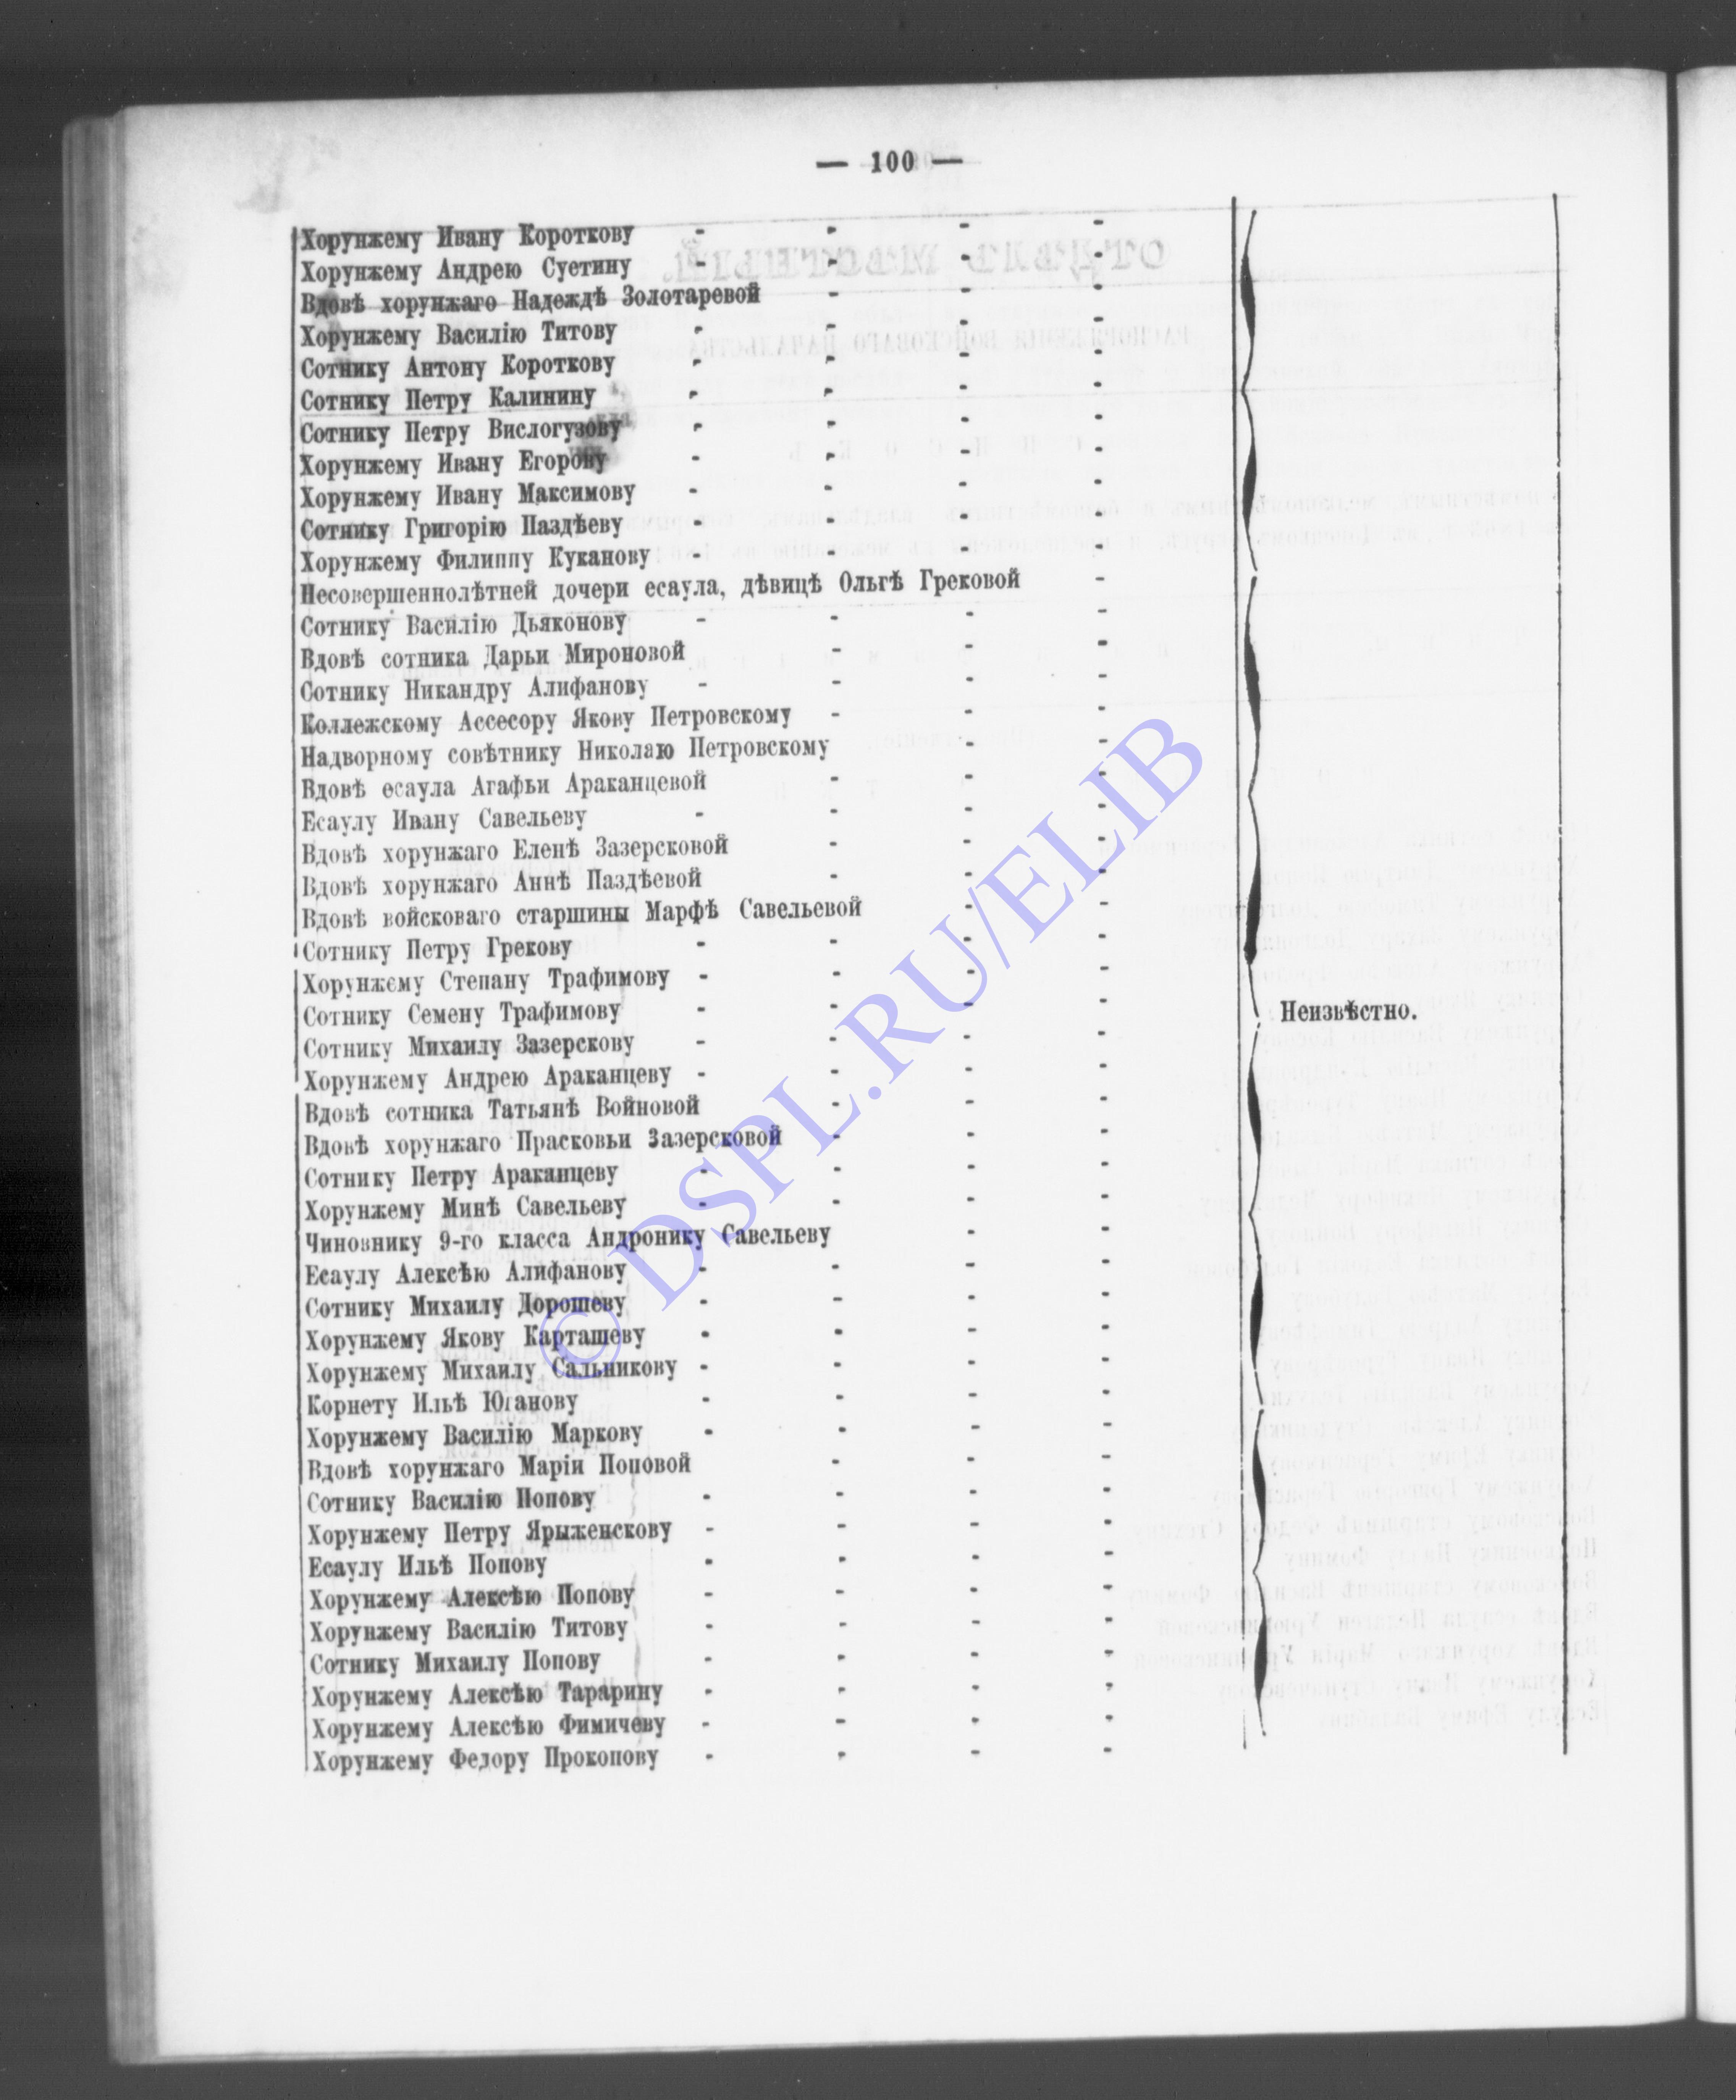 — 100 —
Хорунжему Ивану Короткову - - - -
Хорунжему Андрею Суетину - - - -
Вдовѣ хорунжаго Надеждѣ Золотаревой - - -
Хорунжему Василію Титову - - - -
Сотнику Антону Короткову - - - -
Сотнику Петру Калинину - - - -
Сотнику Петру Вислогузову - - - -
Хорунжему Ивану Егорову - - - -
Хорунжему Ивану Максимову - - - -
Сотнику Григорію Паздѣеву - - - -
Хорунжему Филиппу Куканову - - - -
Несовершеннолѣтней дочери есаула, дѣвицѣ Ольгѣ Грековой -
Сотнику Василію Дьяконову - - - -
Вдовѣ сотника Дарьи Мироновой - - -
Сотнику Никандру Алифанову - - - -
Коллежскому Ассесору Якову Петровскому - - -
Надворному совѣтнику Николаю Петровскому - -
Вдовѣ есаула Агафьи Араканцевой - - -
Есаулу Ивану Савельеву - - - -
Вдовѣ хорунжаго Еленѣ Зазерсковой - - -
Вдовѣ хорунжаго Аннѣ Паздѣевой - - -
Вдовѣ войсковаго старшины Марфѣ Савельевой - -
Сотнику Петру Грекову - - - -
Хорунжему Степану Трафимову - - - -
Сотнику Семену Трафимову - - - - Неизвѣстно.
Сотнику Михаилу Зазерскову - - - -
Хорунжему Андрею Араканцеву - - - -
Вдовѣ сотника Татьянѣ Войновой - - -
Вдовѣ хорунжаго Прасковьи Зазерсковой - - -
Сотнику Петру Араканцеву - - - -
Хорунжему Минѣ Савельеву - - - -
Чиновнику 9-го класса Андронику Савельеву - -
Есаулу Алексѣю Алифанову - - - -
Сотнику Михаилу Дорошеву - - - -
Хорунжему Якову Карташеву - - - -
Хорунжему Михаилу Сальникову - - - -
Корнету Ильѣ Юганову - - - -
Хорунжему Василію Маркову - - - -
Вдовѣ хорунжаго Маріи Поповой - - -
Сотнику Василію Попову - - - -
Хорунжему Петру Ярыженскову - - - -
Есаулу Ильѣ Попову - - - -
Хорунжему Алексѣю Попову - - - -
Хорунжему Василію Титову - - - -
Сотнику Михаилу Попову - - - -
Хорунжему Алексѣю Тарарину - - - -
Хорунжему Алексѣю Фимичеву - - - -
Хорунжему Федору Прокопову - - - -
© DSPL.RU/ELIB